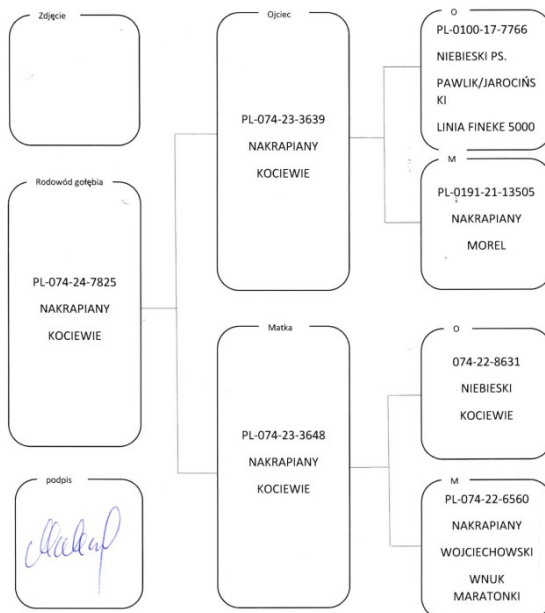 Zdjęcie
Rodowód gołębia
PL-074-24-7825
NAKRAPIANY
KOCIEWIE
podpis
Ojciec
PL-074-23-3639
NAKRAPIANY
KOCIEWIE
Matka
PL-074-23-3648
NAKRAPIANY
KOCIEWIE
O
PL-0100-17-7766
NIEBIESKI PS.
PAWLIK/JAROCIŃS
KI
LINIA FINEKE 5000
M
PL-0191-21-13505
NAKRAPIANY
MOREL
O
074-22-8631
NIEBIESKI
KOCIEWIE
M
PL-074-22-6560
NAKRAPIANY
WOJCIECHOWSKI
WNUK
MARATONKI